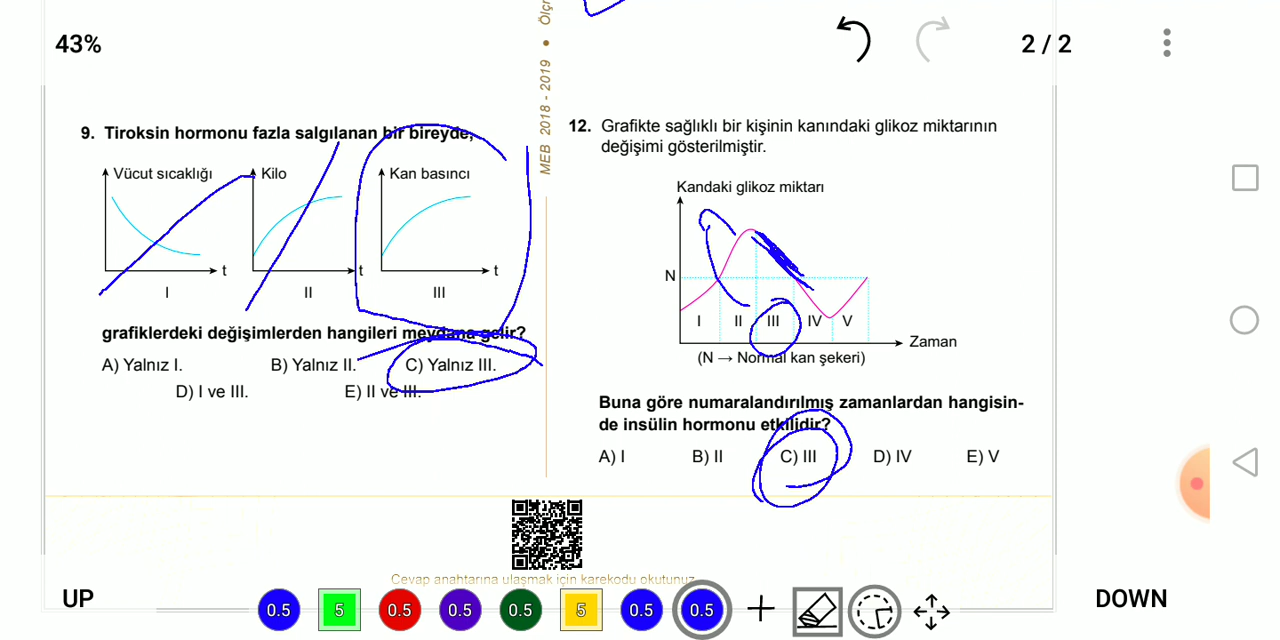 43%
2 / 2
MEB 2018 - 2019 ● Ölç
9. Tiroksin hormonu fazla salgılanan bir bireyde,
Vücut sıcaklığı
t
I
Kilo
t
II
Kan basıncı
t
III
grafiklerdeki değişimlerden hangileri meydana gelir?
A) Yalnız I. B) Yalnız II. C) Yalnız III.
D) I ve III. E) II ve III.
12. Grafikte sağlıklı bir kişinin kanındaki glikoz miktarının
değişimi gösterilmiştir.
Kandaki glikoz miktarı
N
I II III IV V
Zaman
(N → Normal kan şekeri)
Buna göre numaralandırılmış zamanlardan hangisin-
de insülin hormonu etkilidir?
A) I B) II C) III D) IV E) V
Cevap anahtarına ulaşmak için karekodu okutunuz
UP
0.5 5 0.5 0.5 0.5 5 0.5 0.5
DOWN